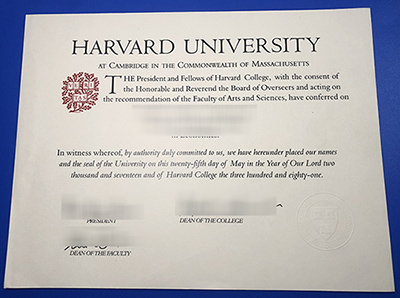 HARVARD UNIVERSITY
AT CAMBRIDGE IN THE COMMONWEALTH OF MASSACHUSETTS
THE President and Fellows of Harvard College, with the consent of
the Honorable and Reverend the Board of Overseers and acting on
the recommendation of the Faculty of Arts and Sciences, have conferred on
In witness whereof, by authority duly committed to us, we have hereunder placed our names
and the seal of the University on this twenty-fifth day of May in the Year of Our Lord two
thousand and seventeen and of Harvard College the three hundred and eighty-one.
PRESIDENT
DEAN OF THE COLLEGE
DEAN OF THE FACULTY